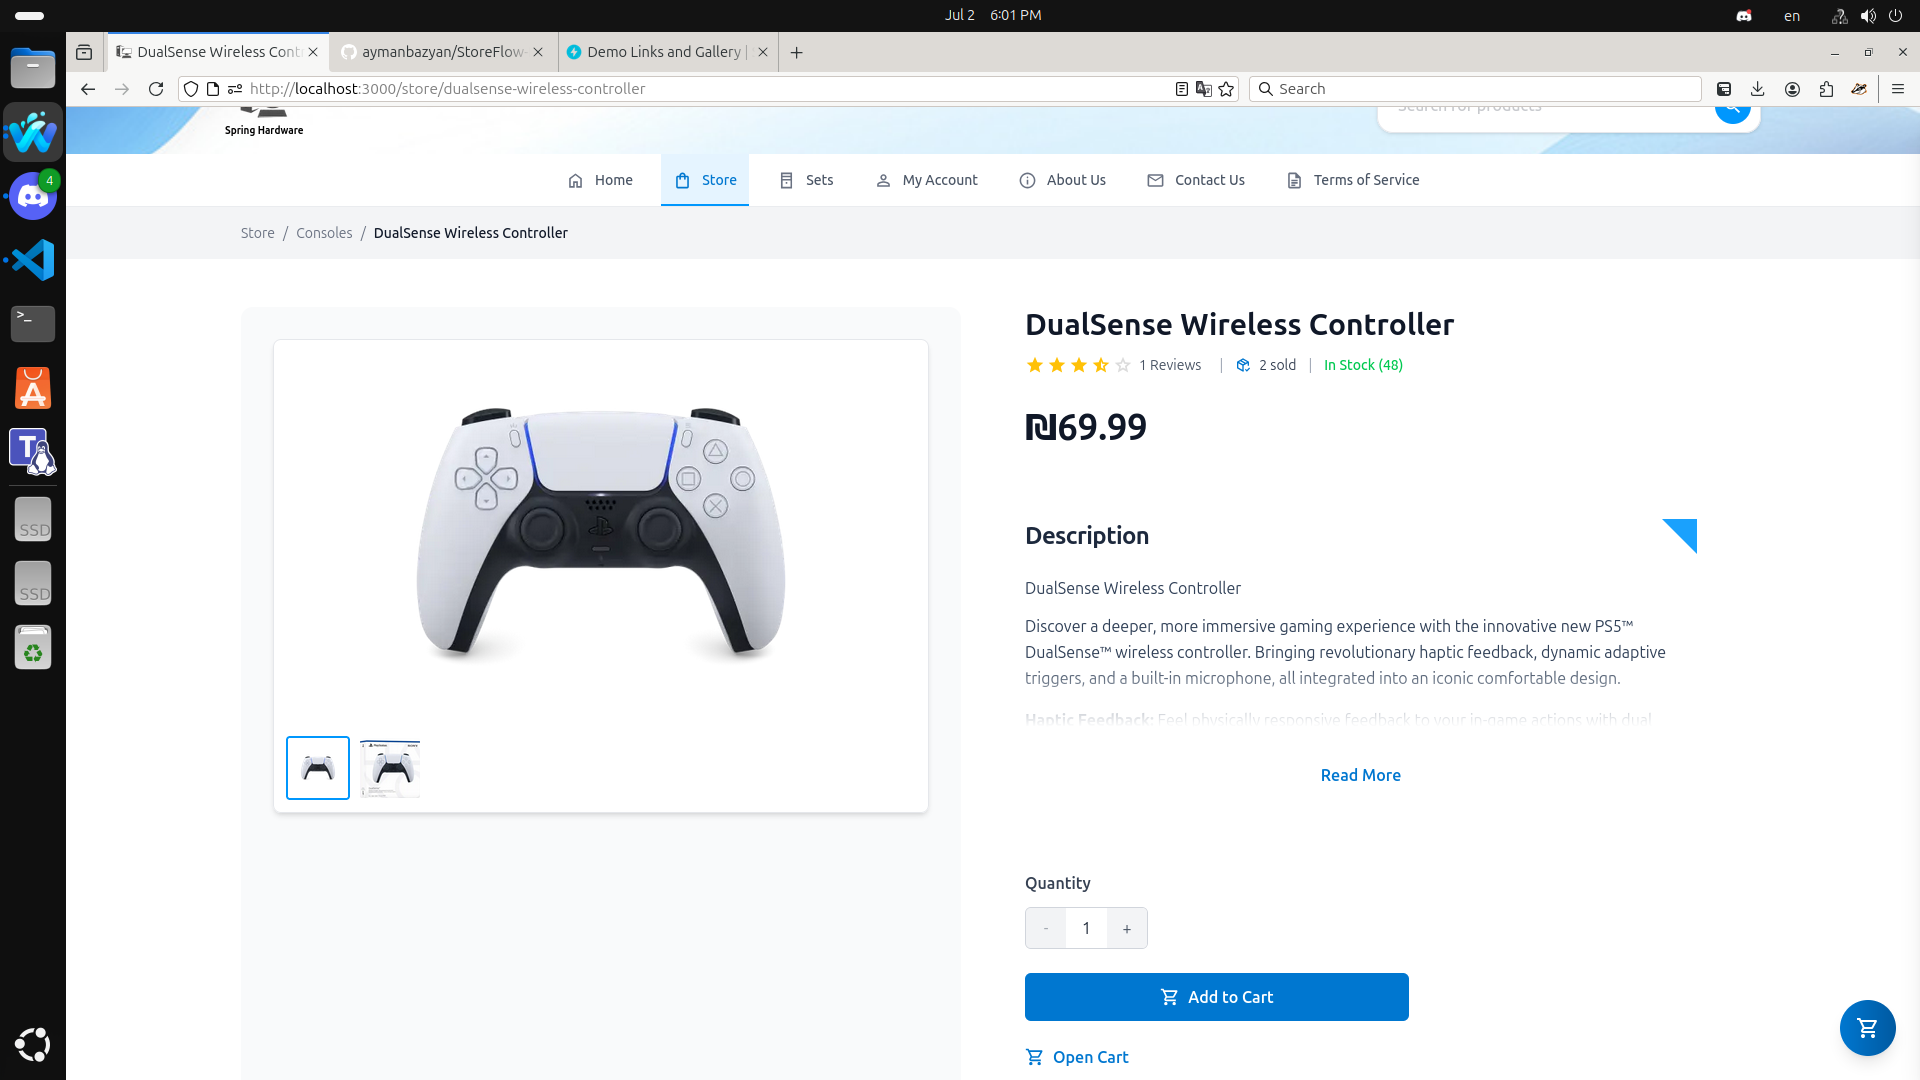 Jul 2 6:01 PM
en
DualSense Wireless Cont
aymanbazyan/StoreFlow-
Demo Links and Gallery |
http://localhost:3000/store/dualsense-wireless-controller
Search
4
Spring Hardware
Search for products
Home
Store
Sets
My Account
About Us
Contact Us
Terms of Service
Store / Consoles / DualSense Wireless Controller
DualSense Wireless Controller
1 Reviews | 2 sold | In Stock (48)
₪69.99
Description
DualSense Wireless Controller
Discover a deeper, more immersive gaming experience with the innovative new PS5™
DualSense™ wireless controller. Bringing revolutionary haptic feedback, dynamic adaptive
triggers, and a built-in microphone, all integrated into an iconic comfortable design.
Haptic Feedback: Feel physically responsive feedback to your in-game actions with dual
Read More
Quantity
- 1 +
Add to Cart
Open Cart
SSD
SSD